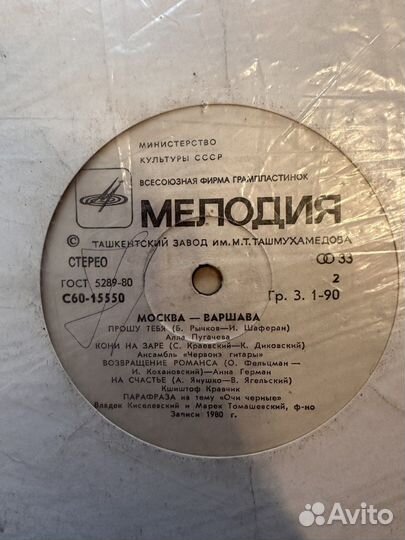 МИНИСТЕРСТВО
КУЛЬТУРЫ СССР
ВСЕСОЮЗНАЯ ФИРМА ГРАМПЛАСТИНОК
МЕЛОДИЯ
© ТАШКЕНТСКИЙ ЗАВОД ИМ. М.Т. ТАШМУХАМЕДОВА
СТЕРЕО 33
ГОСТ 5289-80 2
С60-15550 Гр. 3. 1-90
МОСКВА — ВАРШАВА
ПРОШУ ТЕБЯ (Б. Рычков—И. Шаферан)
Алла Пугачева
КОНИ НА ЗАРЕ (С. Краевский—К. Диковский)
Ансамбль «Червонэ гитары»
ВОЗВРАЩЕНИЕ РОМАНСА (О. Фельцман —
И. Кохановский)—Анна Герман
НА СЧАСТЬЕ (А. Янушко—В. Ягельский)
Кшиштоф Кравчик
ПАРАФРАЗА на тему «Очи черные»
Владек Киселевский и Марек Томашевский, ф-но
Записи 1980 г.
Avito